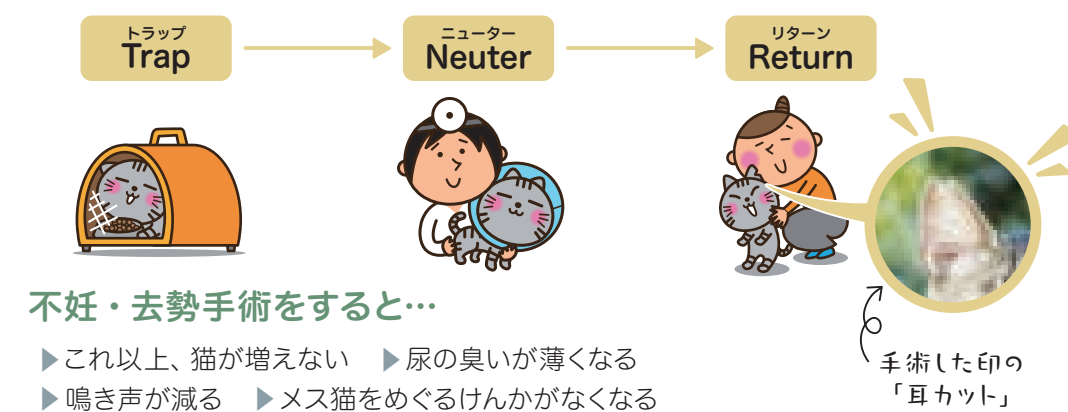 トラップ
Trap
ニューター
Neuter
リターン
Return
不妊・去勢手術をすると…
▶これ以上、猫が増えない ▶尿の臭いが薄くなる
▶鳴き声が減る ▶メス猫をめぐるけんかがなくなる
手術した印の
「耳カット」